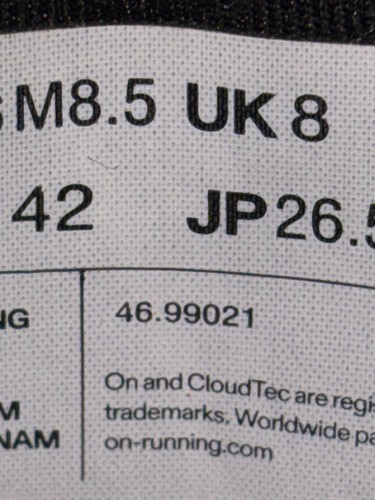 M8.5 UK 8
42 JP 26.5
NG 46.99021
On and CloudTec are regis
M trademarks. Worldwide pa
NAM on-running.com